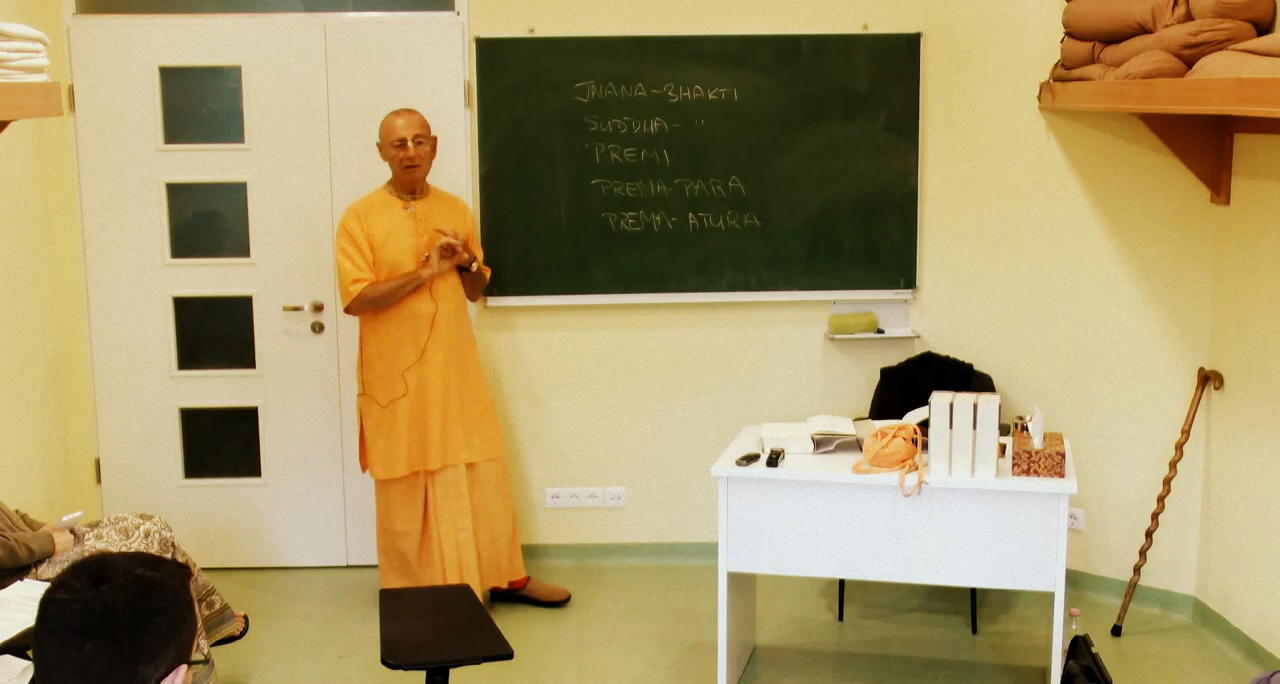 JNANA-BHAKTI
SUDDHA- "
PREMI
PREMA-PARA
PREMA-ATURA